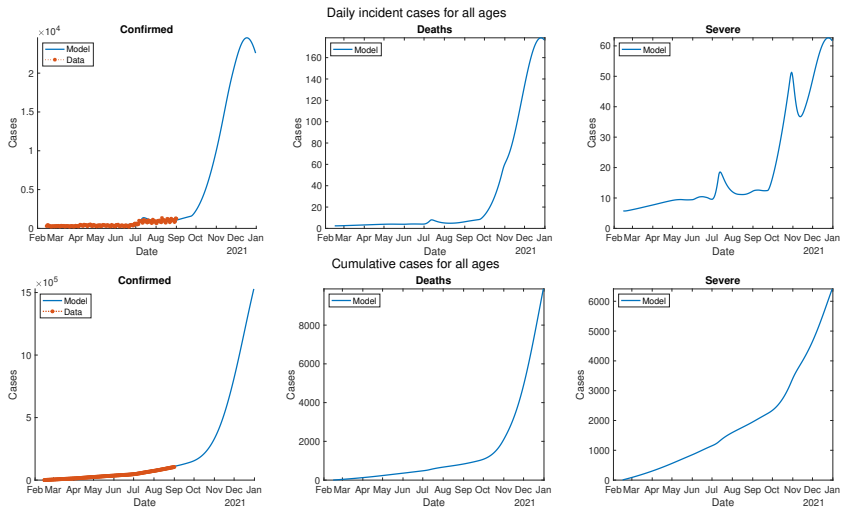 Daily incident cases for all ages
Confirmed
×10⁴
Model
Data
2
1.5
1
0.5
0
Cases
Feb Mar Apr May Jun Jul Aug Sep Oct Nov Dec Jan
Date
2021
Deaths
Model
160
140
120
100
80
60
40
20
0
Cases
Feb Mar Apr May Jun Jul Aug Sep Oct Nov Dec Jan
Date
2021
Severe
Model
60
50
40
30
20
10
0
Cases
Feb Mar Apr May Jun Jul Aug Sep Oct Nov Dec Jan
Date
2021
Cumulative cases for all ages
Confirmed
×10⁵
Model
Data
15
10
5
0
Cases
Feb Mar Apr May Jun Jul Aug Sep Oct Nov Dec Jan
Date
2021
Deaths
Model
8000
6000
4000
2000
0
Cases
Feb Mar Apr May Jun Jul Aug Sep Oct Nov Dec Jan
Date
2021
Severe
Model
6000
5000
4000
3000
2000
1000
0
Cases
Feb Mar Apr May Jun Jul Aug Sep Oct Nov Dec Jan
Date
2021